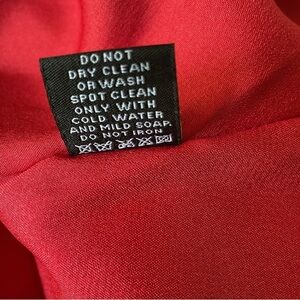 DO NOT
DRY CLEAN
OR WASH
SPOT CLEAN
ONLY WITH
COLD WATER
AND MILD SOAP.
DO NOT IRON